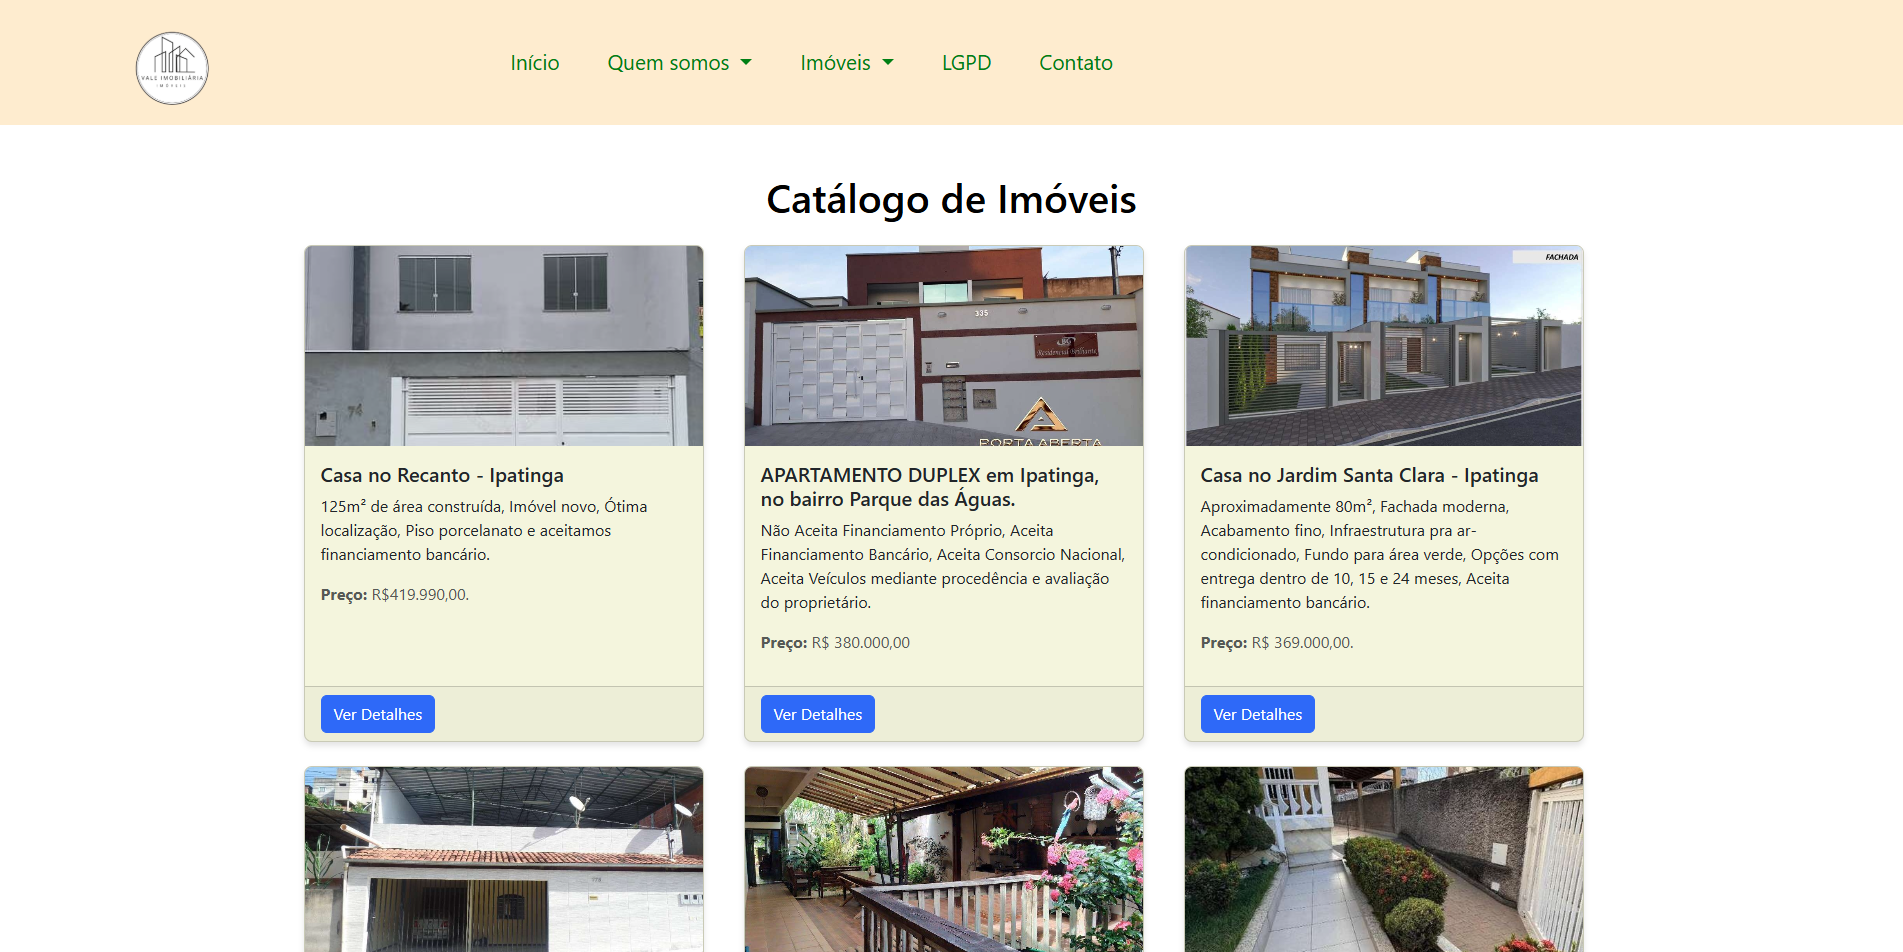 VALE IMOBILIÁRIA
IMÓVEIS
Início
Quem somos
Imóveis
LGPD
Contato
Catálogo de Imóveis
74
335
Residencial Brilhante
PORTA ABERTA
FACHADA
Casa no Recanto - Ipatinga
125m² de área construída, Imóvel novo, Ótima
localização, Piso porcelanato e aceitamos
financiamento bancário.
Preço: R$419.990,00.
Ver Detalhes
APARTAMENTO DUPLEX em Ipatinga,
no bairro Parque das Águas.
Não Aceita Financiamento Próprio, Aceita
Financiamento Bancário, Aceita Consorcio Nacional,
Aceita Veículos mediante procedência e avaliação
do proprietário.
Preço: R$ 380.000,00
Ver Detalhes
Casa no Jardim Santa Clara - Ipatinga
Aproximadamente 80m², Fachada moderna,
Acabamento fino, Infraestrutura pra ar-
condicionado, Fundo para área verde, Opções com
entrega dentro de 10, 15 e 24 meses, Aceita
financiamento bancário.
Preço: R$ 369.000,00.
Ver Detalhes